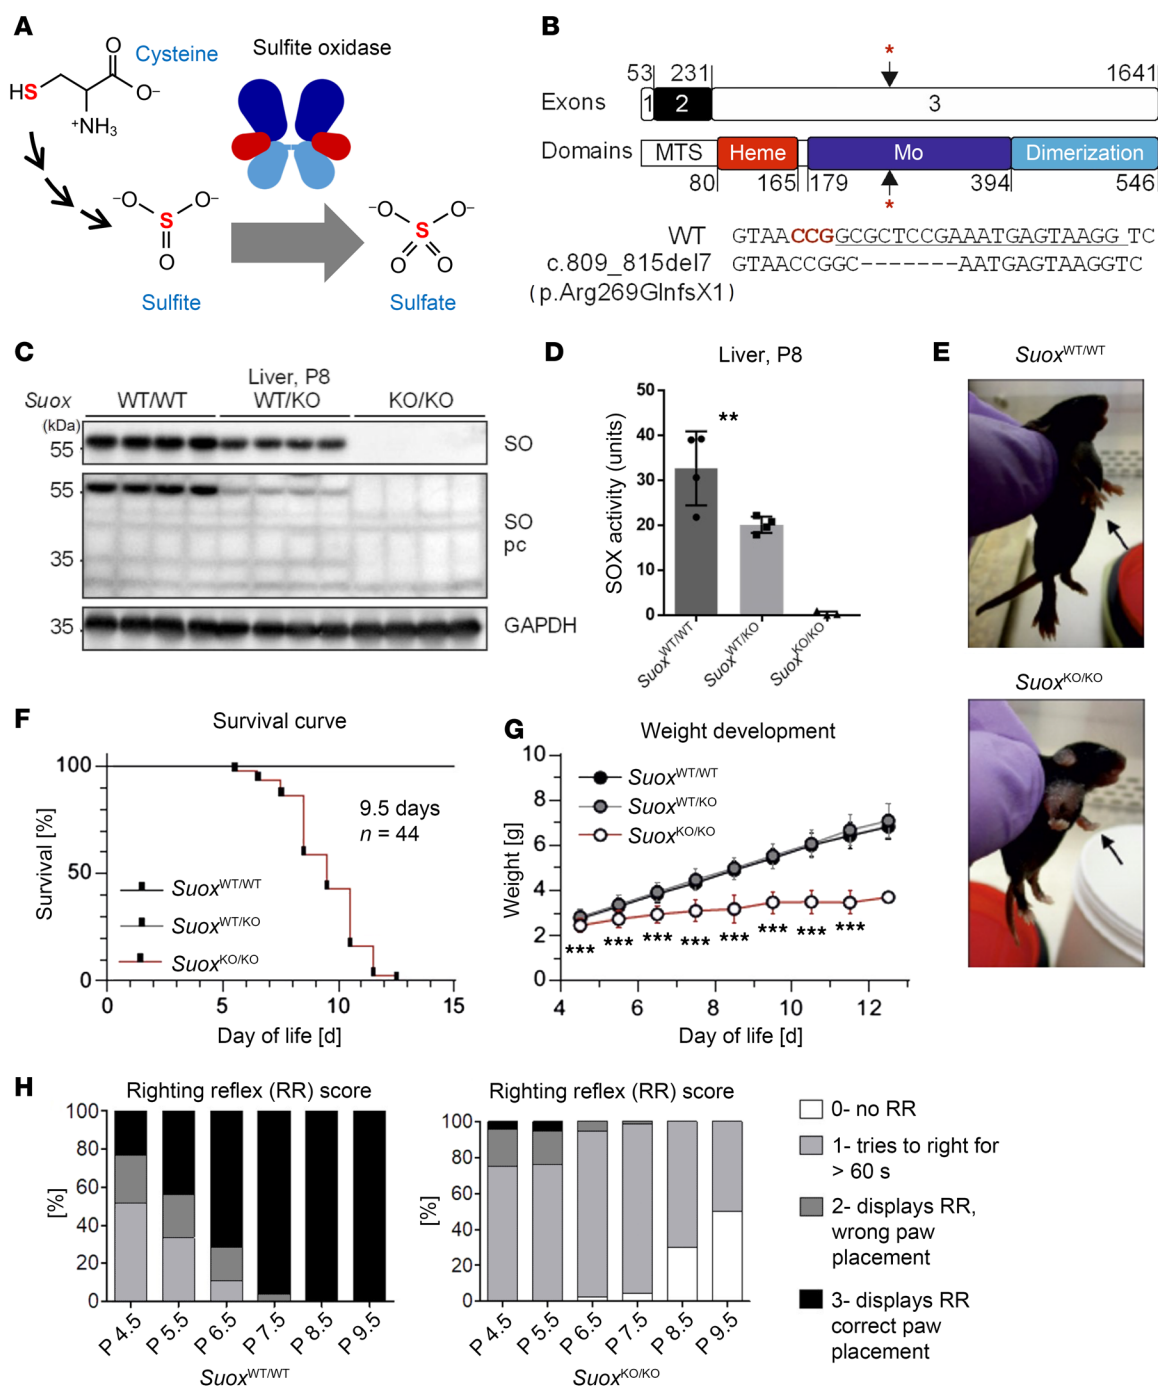 A
Cysteine
Sulfite oxidase
O
HS
O–
+NH3
–O
O–
S
O
Sulfite
–O
O–
S
O
O
Sulfate
B
53
231
1641
*
Exons
1
2
3
Domains
MTS
Heme
Mo
Dimerization
80
165
179
394
546
*
WT
GTAACCGGCGCTCCGAAATGAGTAAGG TC
c.809_815del7
GTAACCGGC-------AATGAGTAAGGTC
(p.Arg269GlnfsX1)
C
Liver, P8
Suox
WT/WT
WT/KO
KO/KO
(kDa)
55
SO
55
SO
pc
35
35
GAPDH
D
Liver, P8
SOX activity (units)
50
40
30
20
10
0
**
SuoxWT/WT
SuoxWT/KO
SuoxKO/KO
E
SuoxWT/WT
SuoxKO/KO
F
Survival curve
Survival [%]
100
50
0
9.5 days
n = 44
SuoxWT/WT
SuoxWT/KO
SuoxKO/KO
0
5
10
15
Day of life [d]
G
Weight development
Weight [g]
10
8
6
4
2
0
SuoxWT/WT
SuoxWT/KO
SuoxKO/KO
*** *** *** *** *** *** *** ***
4
6
8
10
12
Day of life [d]
H
Righting reflex (RR) score
[%]
100
80
60
40
20
0
P 4.5
P 5.5
P 6.5
P 7.5
P 8.5
P 9.5
SuoxWT/WT
Righting reflex (RR) score
[%]
100
80
60
40
20
0
P 4.5
P 5.5
P 6.5
P 7.5
P 8.5
P 9.5
SuoxKO/KO
0- no RR
1- tries to right for
> 60 s
2- displays RR,
wrong paw
placement
3- displays RR
correct paw
placement